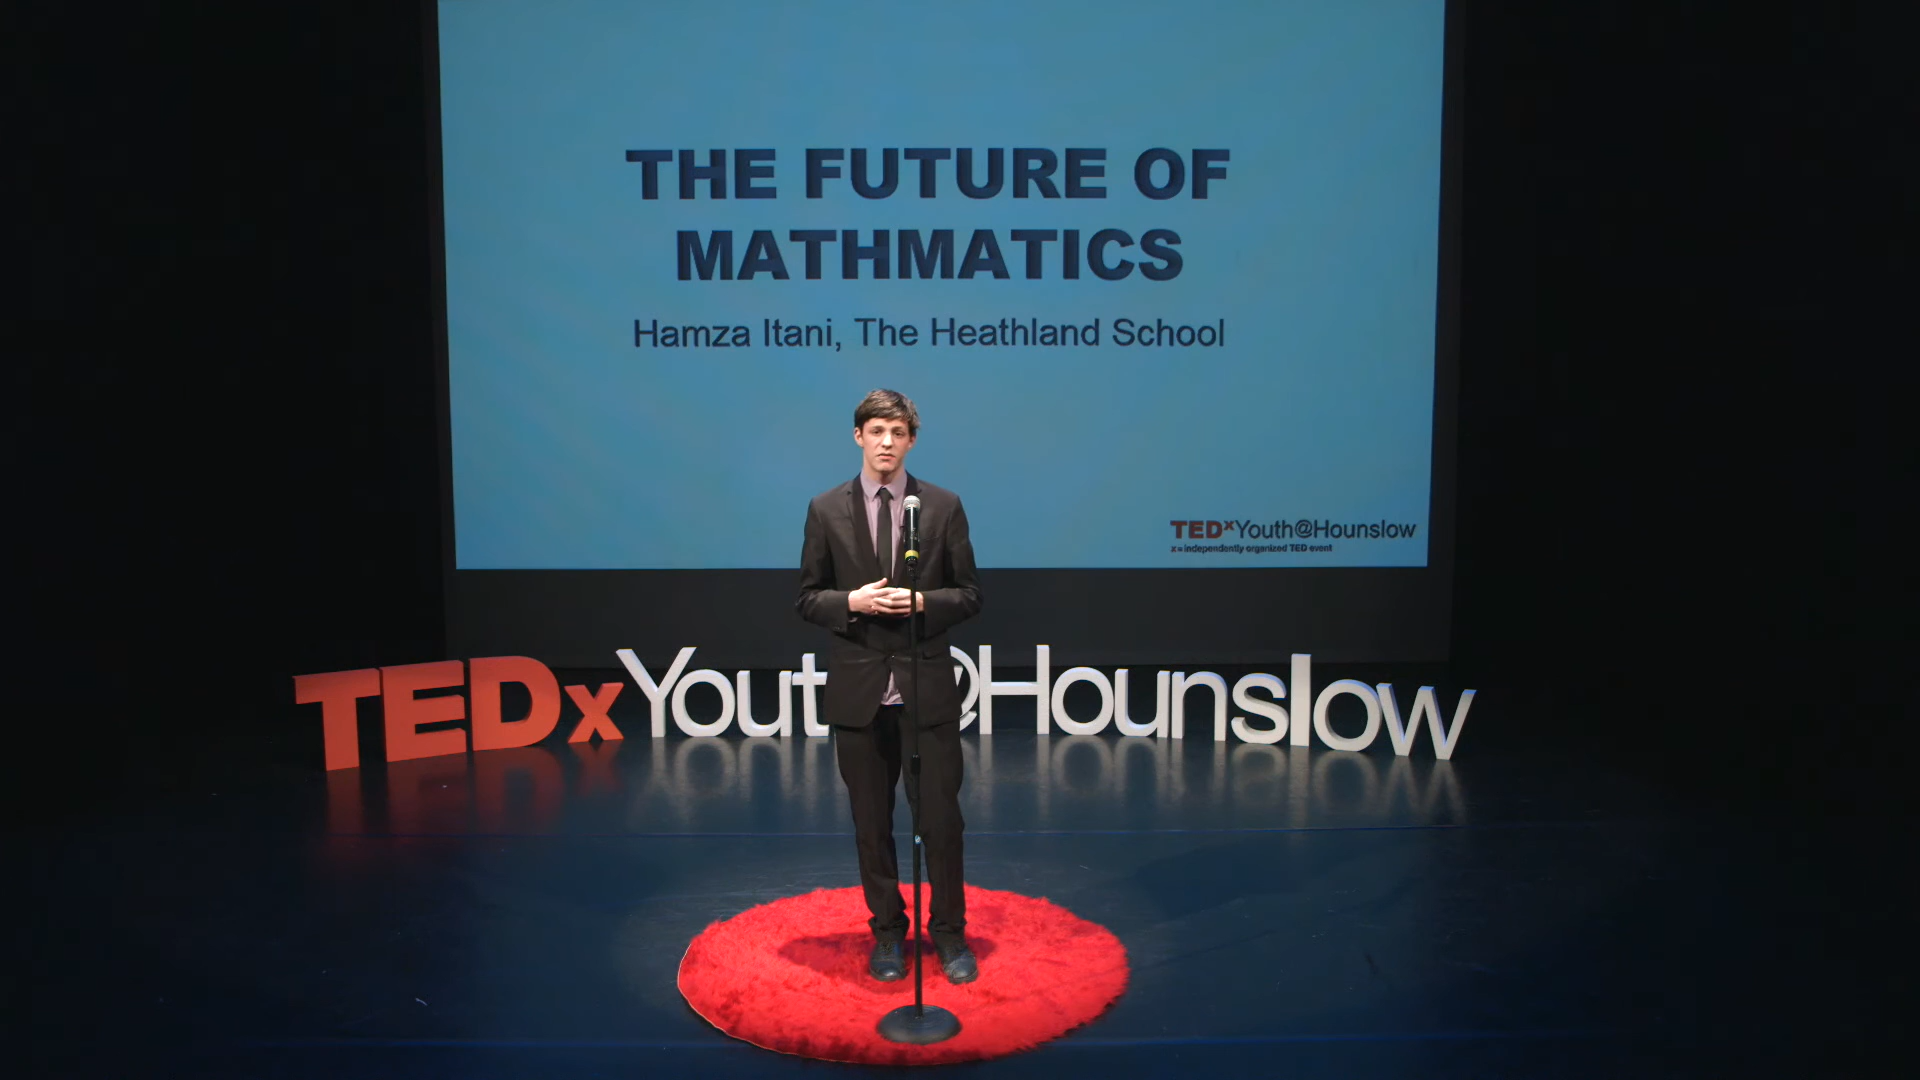 THE FUTURE OF
MATHMATICS
Hamza Itani, The Heathland School
TEDxYouth@Hounslow
x = independently organized TED event
TEDxYout @Hounslow